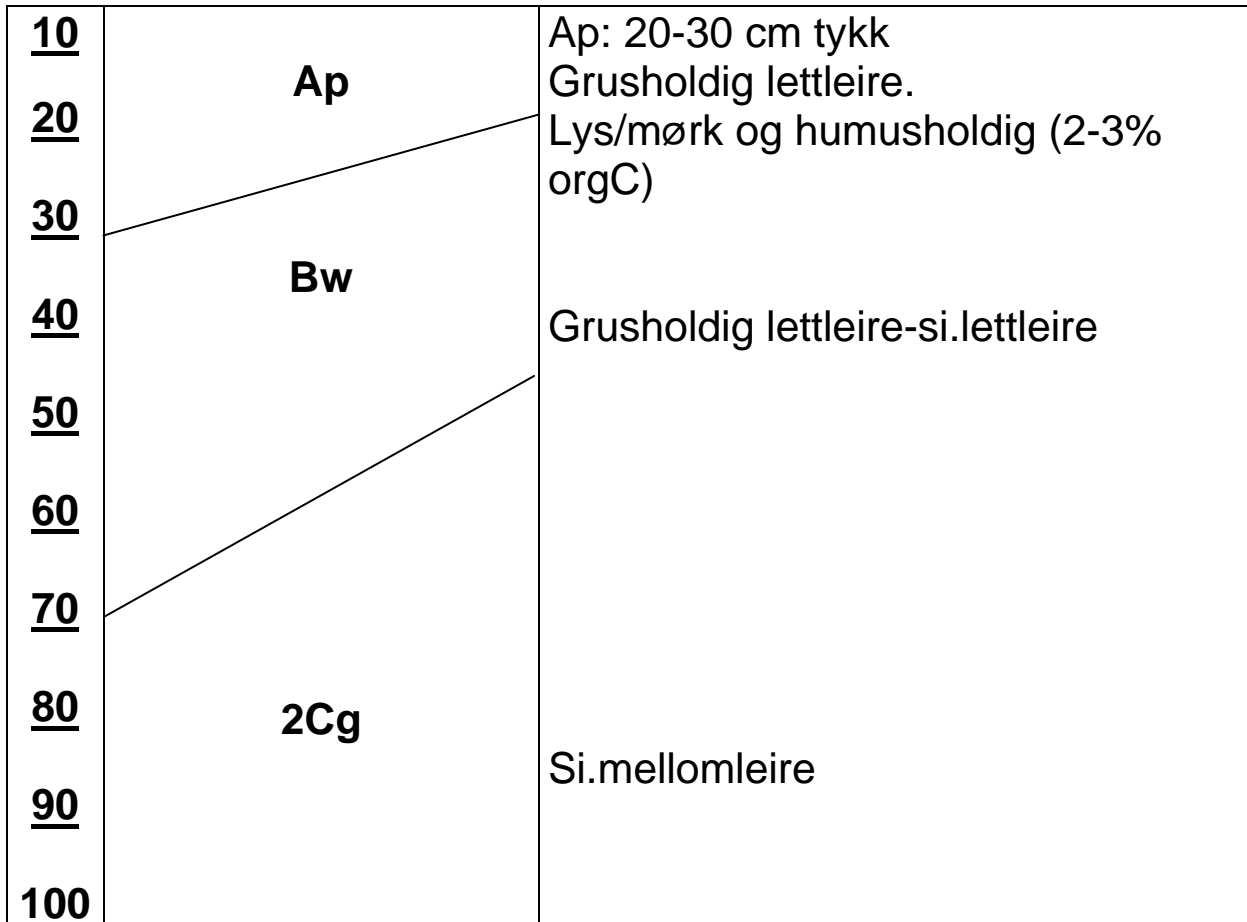 10
20
30
40
50
60
70
80
90
100
Ap
Bw
2Cg
Ap: 20-30 cm tykk
Grusholdig lettleire.
Lys/mørk og humusholdig (2-3%
orgC)
Grusholdig lettleire-si.lettleire
Si.mellomleire